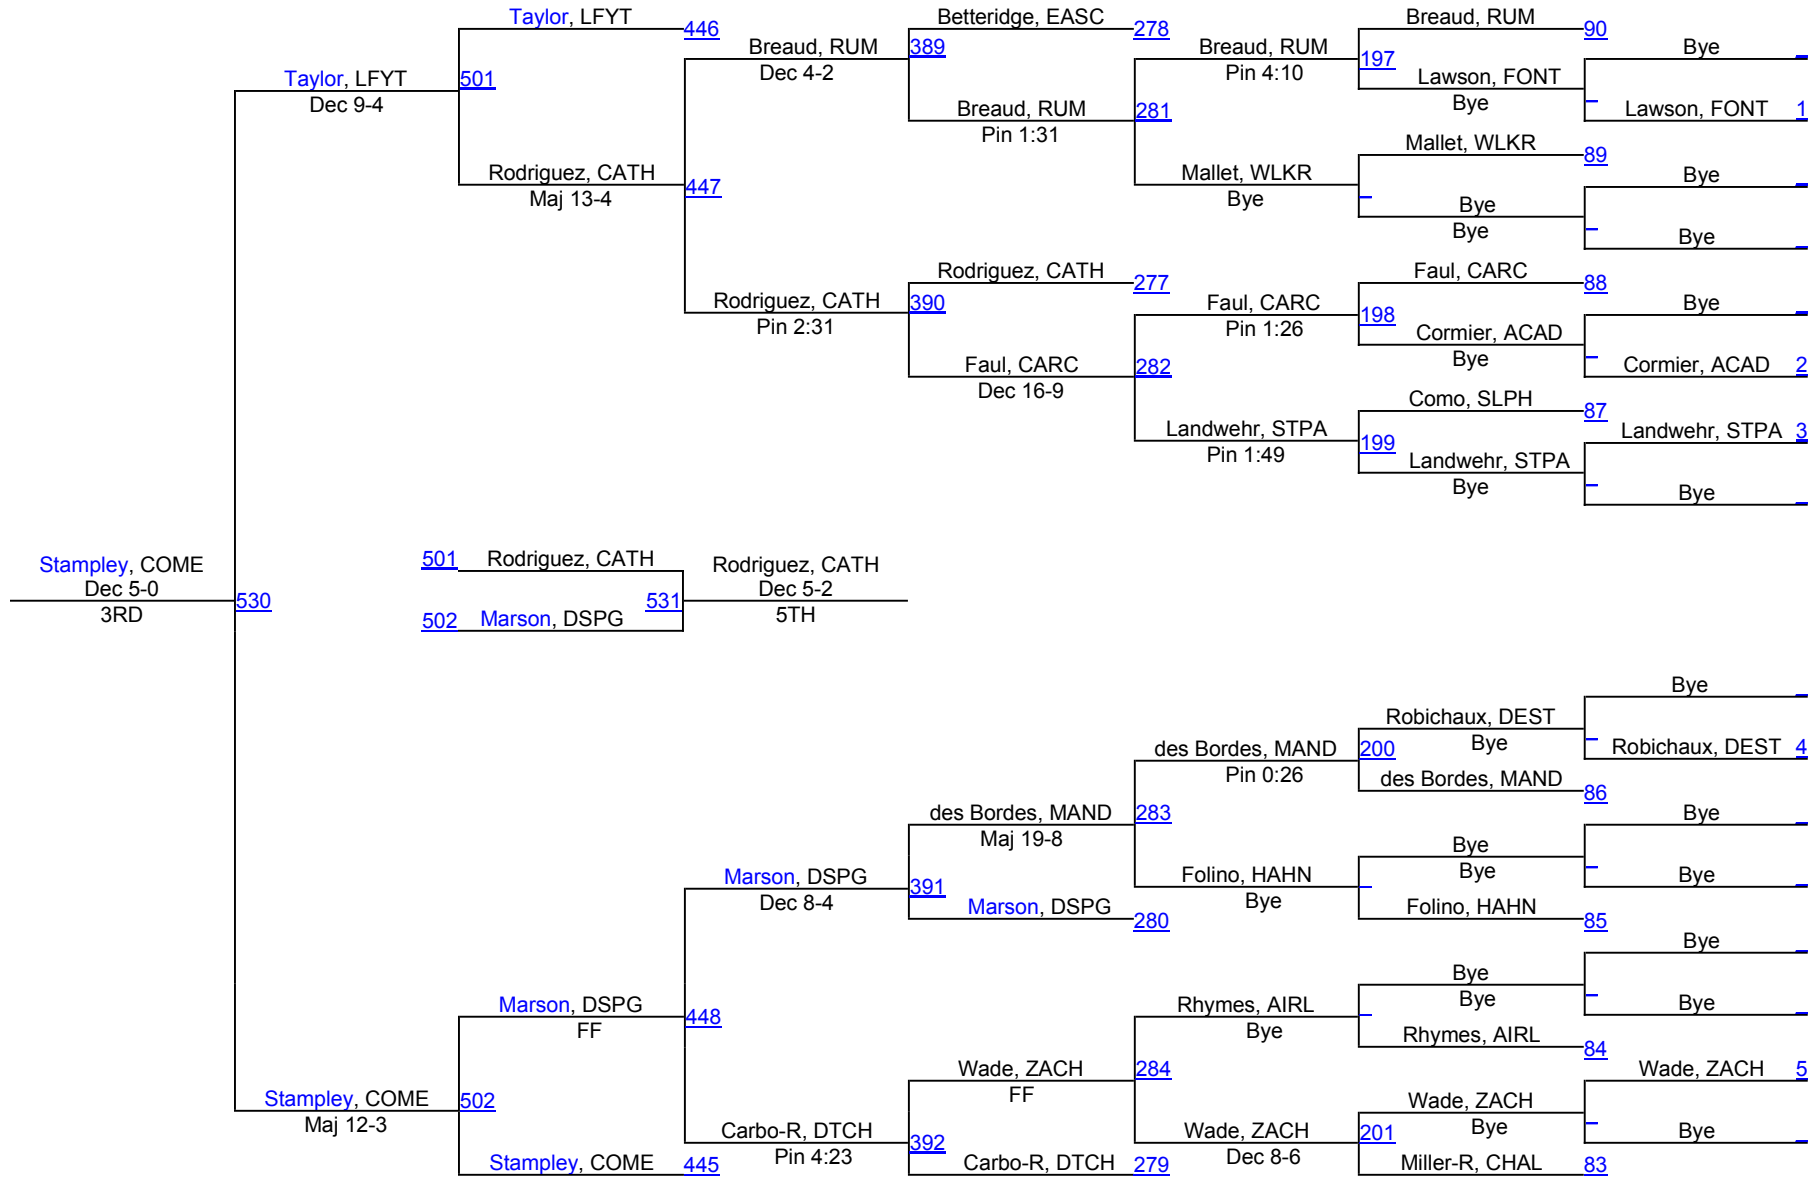 Taylor, LFYT
446
Taylor, LFYT
Dec 9-4
501
Rodriguez, CATH
Maj 13-4
447
Breaud, RUM
Dec 4-2
389
Betteridge, EASC
278
Breaud, RUM
Pin 1:31
281
Breaud, RUM
Pin 4:10
197
Breaud, RUM
90
Lawson, FONT
Bye
Bye
Lawson, FONT 1
Mallet, WLKR
Bye
Mallet, WLKR
89
Bye
Bye
Bye
Bye
Rodriguez, CATH
Pin 2:31
390
Rodriguez, CATH
277
Faul, CARC
Dec 16-9
282
Faul, CARC
Pin 1:26
198
Faul, CARC
88
Cormier, ACAD
Bye
Bye
Cormier, ACAD 2
Landwehr, STPA
Pin 1:49
199
Como, SLPH
87
Landwehr, STPA
Bye
Landwehr, STPA 3
Bye
Stampley, COME
Dec 5-0
3RD
530
501 Rodriguez, CATH
502 Marson, DSPG
531
Rodriguez, CATH
Dec 5-2
5TH
Stampley, COME
Maj 12-3
502
Marson, DSPG
FF
448
Stampley, COME 445
Marson, DSPG
Dec 8-4
391
des Bordes, MAND
Maj 19-8
283
Marson, DSPG 280
des Bordes, MAND
Pin 0:26
200
Robichaux, DEST
Bye
des Bordes, MAND
86
Bye
Robichaux, DEST 4
Folino, HAHN
Bye
Bye
Bye
Folino, HAHN
85
Bye
Bye
Carbo-R, DTCH
Pin 4:23
392
Wade, ZACH
FF
284
Carbo-R, DTCH 279
Rhymes, AIRL
Bye
Bye
Bye
Rhymes, AIRL
84
Bye
Bye
Wade, ZACH
Dec 8-6
201
Wade, ZACH
Bye
Miller-R, CHAL 83
Wade, ZACH 5
Bye